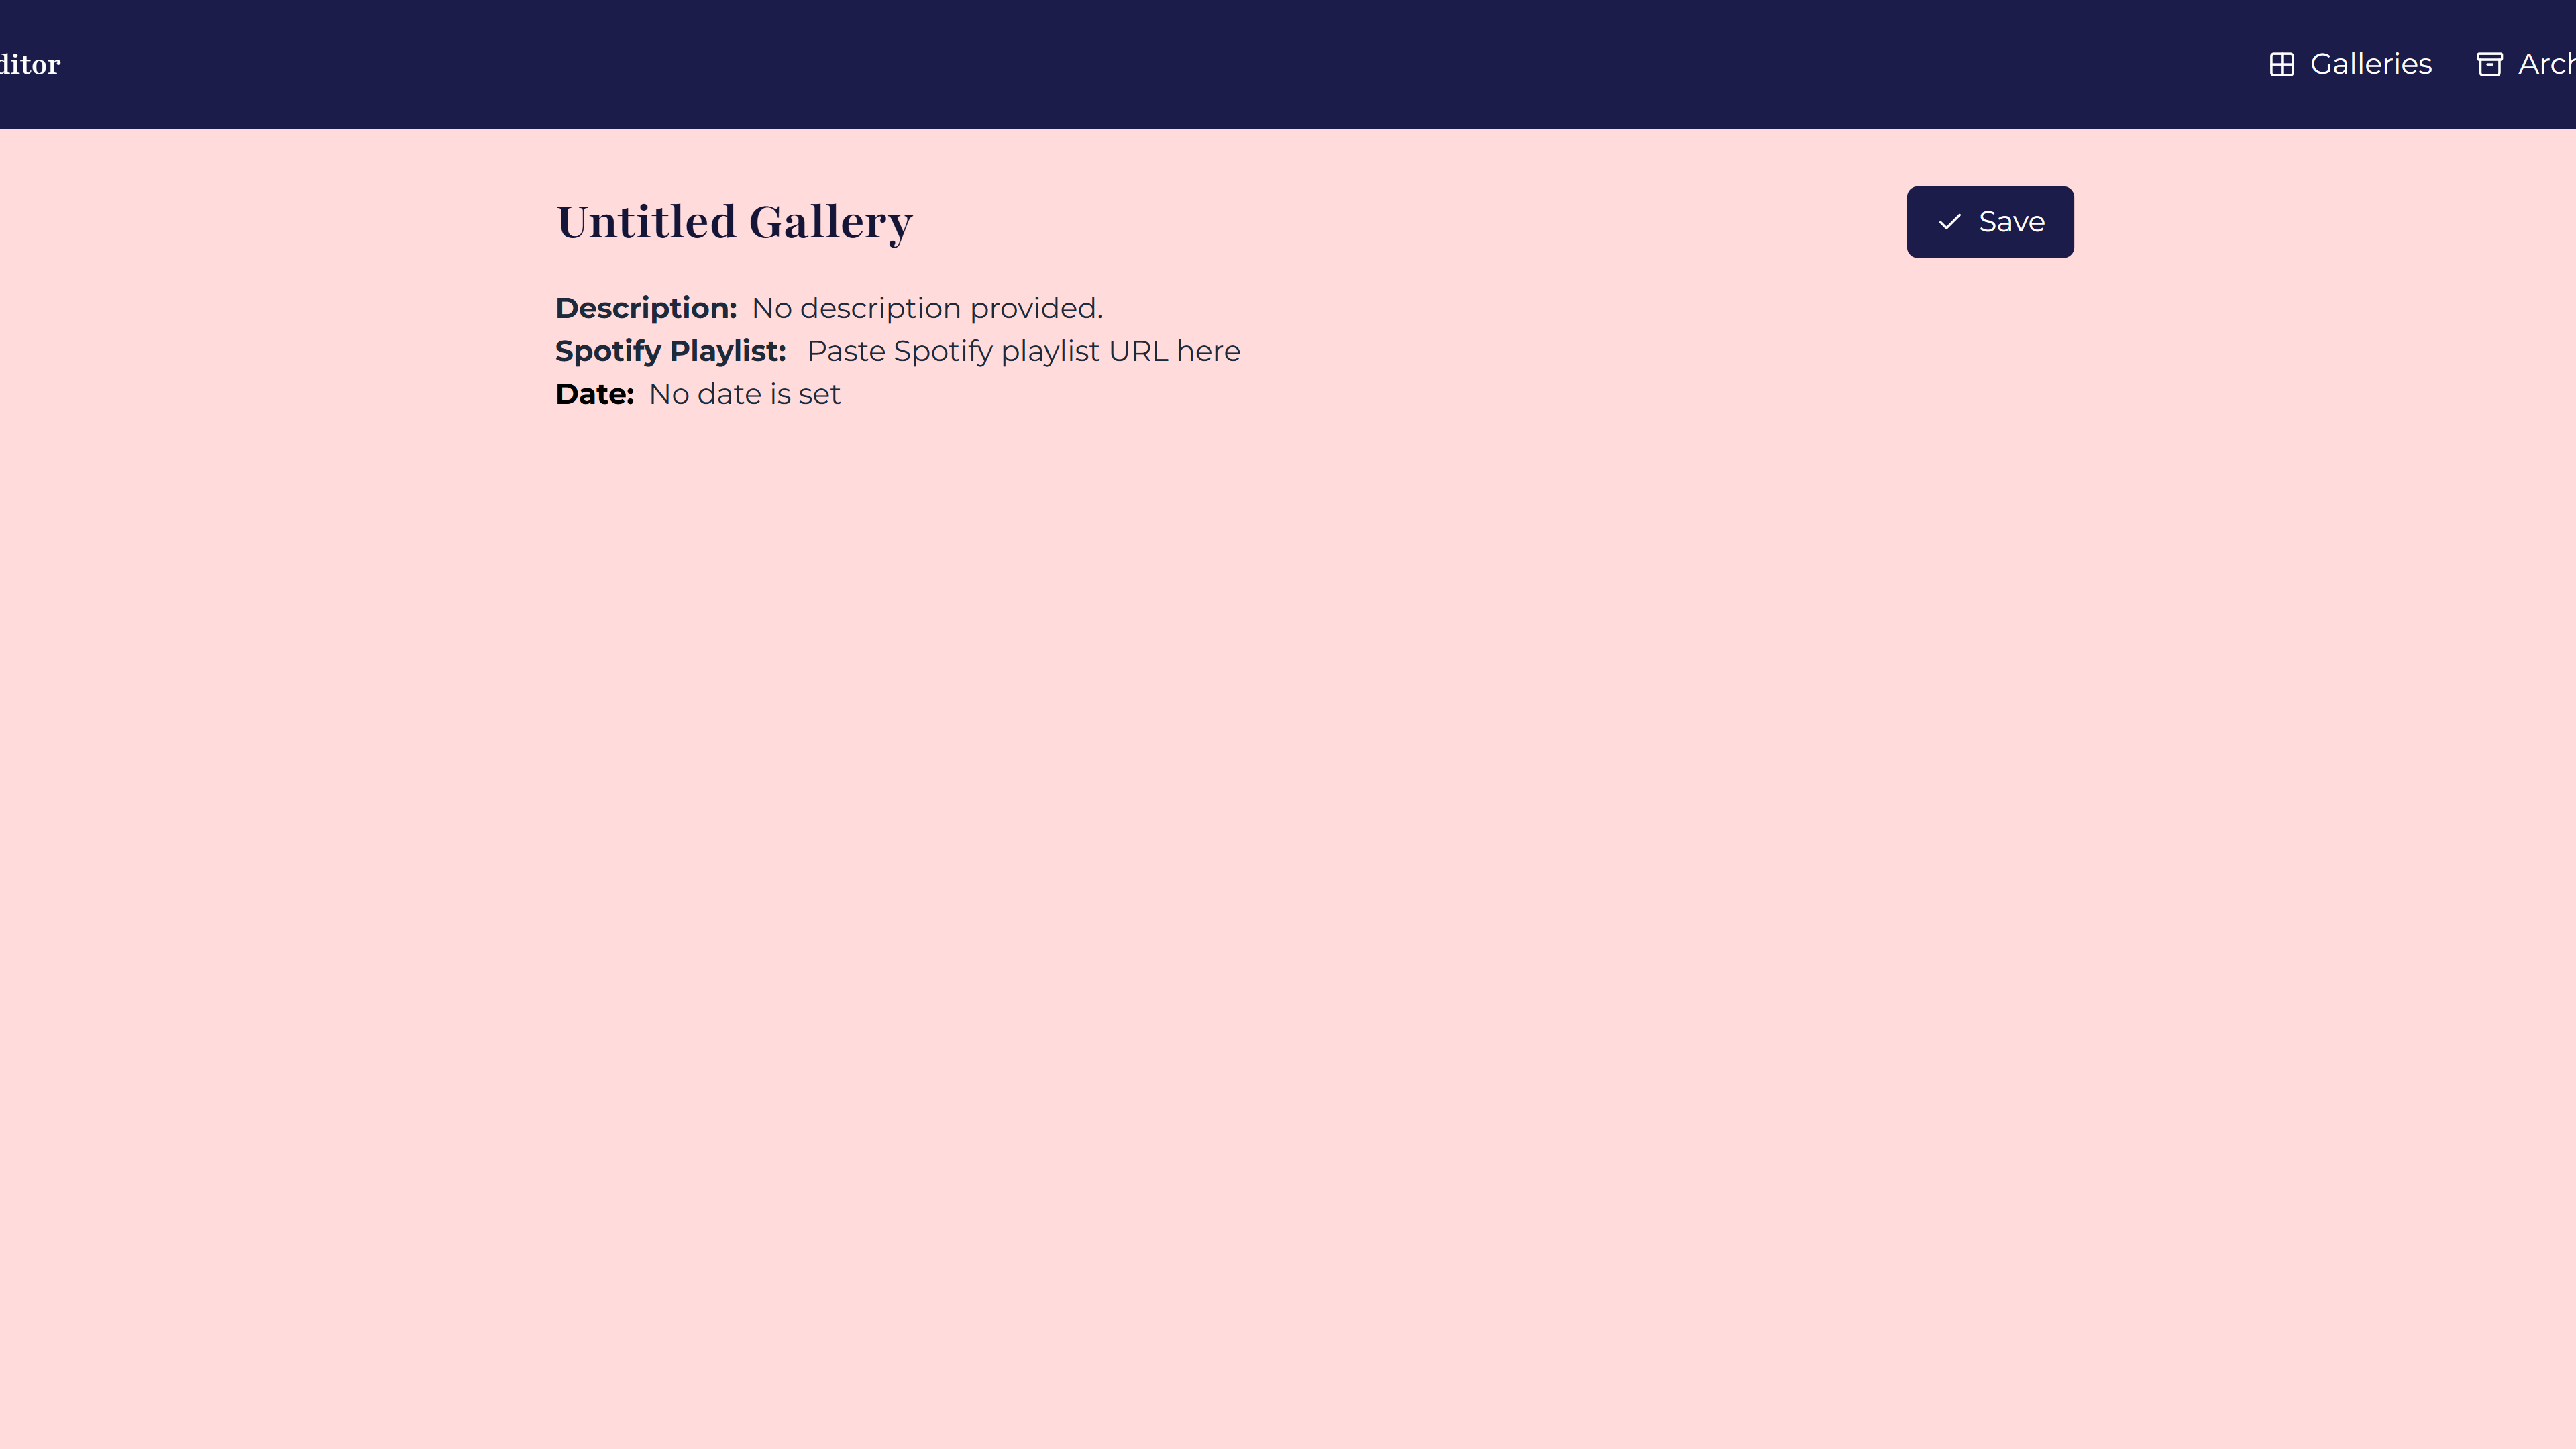 ditor
Galleries
Arch
Untitled Gallery
Save
Description: No description provided.
Spotify Playlist: Paste Spotify playlist URL here
Date: No date is set